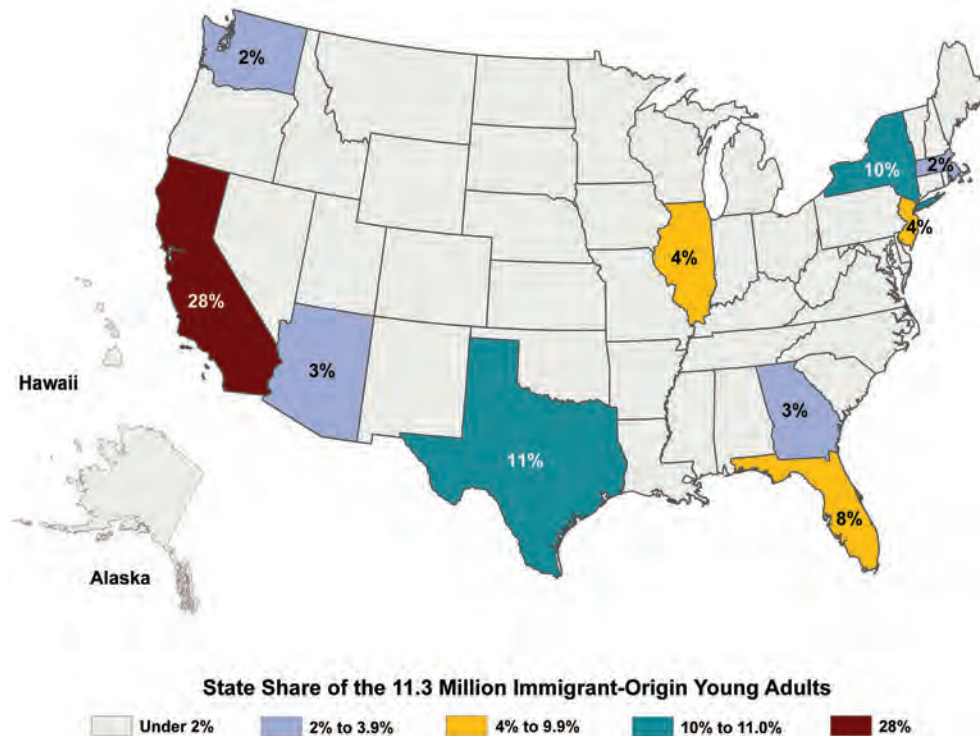 2%
10%
2%
4%
4%
28%
Hawaii
3%
3%
11%
8%
Alaska
State Share of the 11.3 Million Immigrant-Origin Young Adults
Under 2%
2% to 3.9%
4% to 9.9%
10% to 11.0%
28%